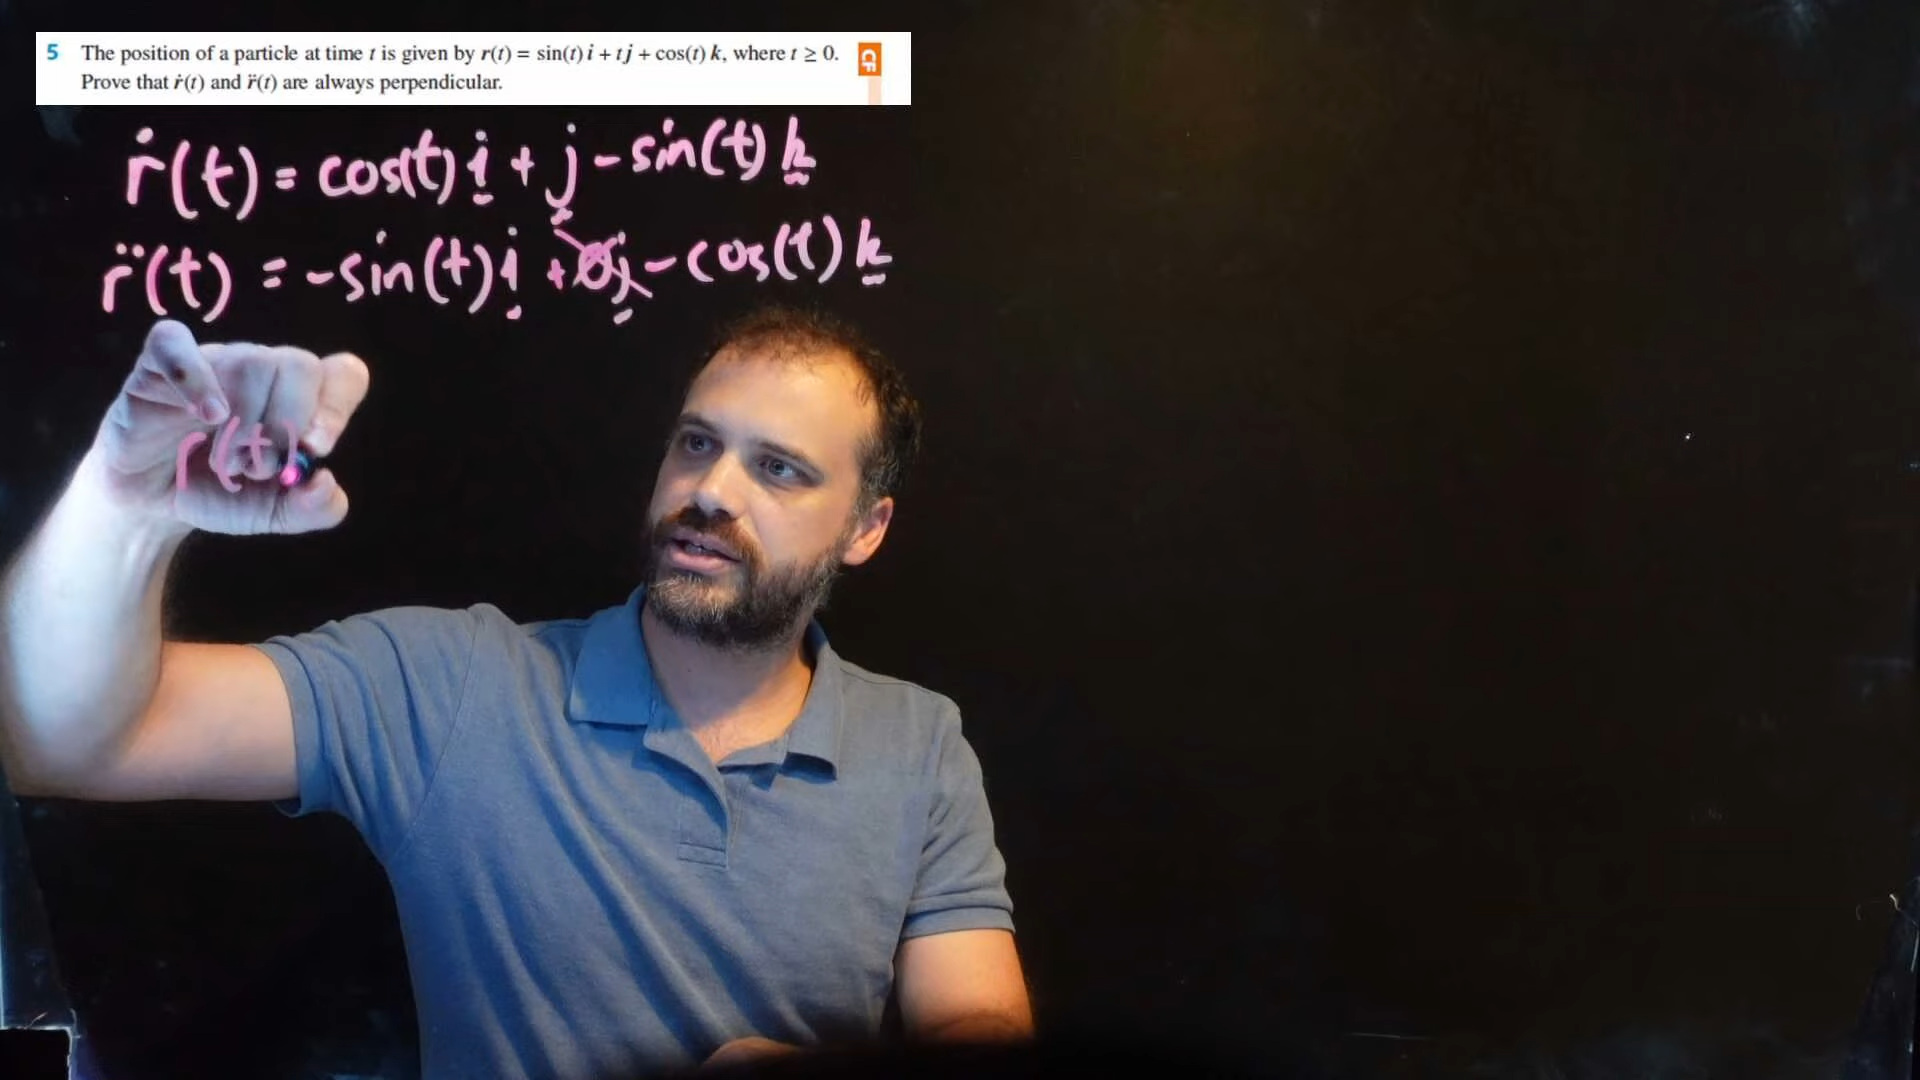 5 The position of a particle at time t is given by r(t) = sin(t) i + t j + cos(t) k, where t ≥ 0. CF
Prove that ṙ(t) and r̈(t) are always perpendicular.
ṙ(t) = cos(t) i + j - sin(t) k
r̈(t) = -sin(t) i + 0j - cos(t) k
r(t)